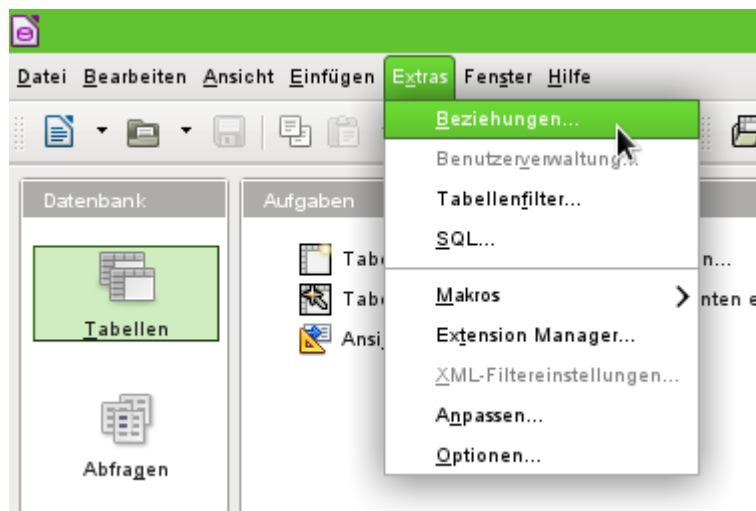 Datei Bearbeiten Ansicht Einfügen Extras Fenster Hilfe
Beziehungen...
Benutzerverwaltung...
Tabellenfilter...
SQL...
Makros
Extension Manager...
XML-Filtereinstellungen...
Anpassen...
Optionen...
Datenbank
Tabellen
Abfragen
Aufgaben